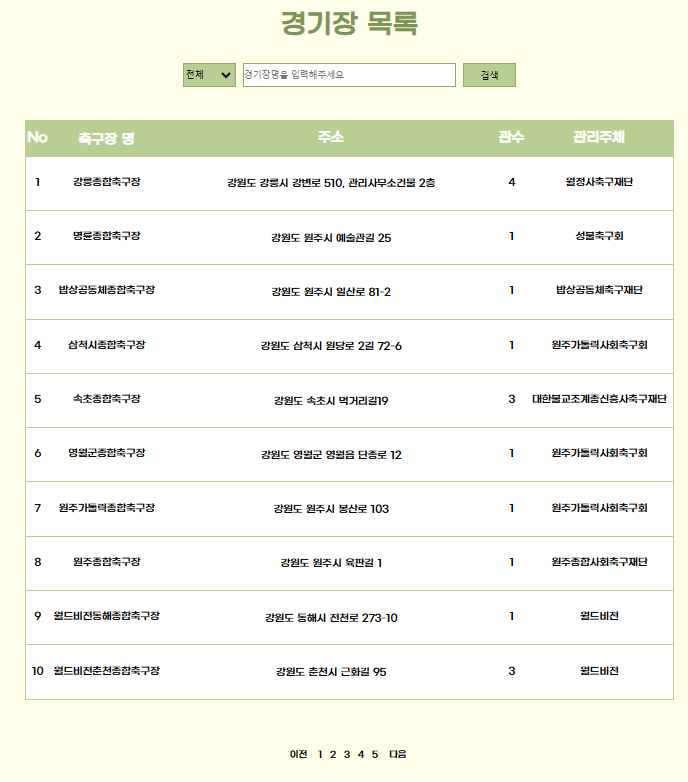 경기장 목록
전체 경기장명을 입력해주세요 검색
No 축구장 명 주소 관수 관리주체
1 강릉종합축구장 강원도 강릉시 강변로 510, 관리사무소건물 2층 4 월정사축구재단
2 명륜종합축구장 강원도 원주시 예술관길 25 1 성불축구회
3 밥상공동체종합축구장 강원도 원주시 일산로 81-2 1 밥상공동체축구재단
4 삼척시종합축구장 강원도 삼척시 원당로 2길 72-6 1 원주가톨릭사회축구회
5 속초종합축구장 강원도 속초시 먹거리길19 3 대한불교조계종신흥사축구재단
6 영월군종합축구장 강원도 영월군 영월읍 단종로 12 1 원주가톨릭사회축구회
7 원주가톨릭종합축구장 강원도 원주시 봉산로 103 1 원주가톨릭사회축구회
8 원주종합축구장 강원도 원주시 육판길 1 1 원주종합사회축구재단
9 월드비전동해종합축구장 강원도 동해시 전천로 273-10 1 월드비전
10 월드비전춘천종합축구장 강원도 춘천시 근화길 95 3 월드비전
이전 1 2 3 4 5 다음